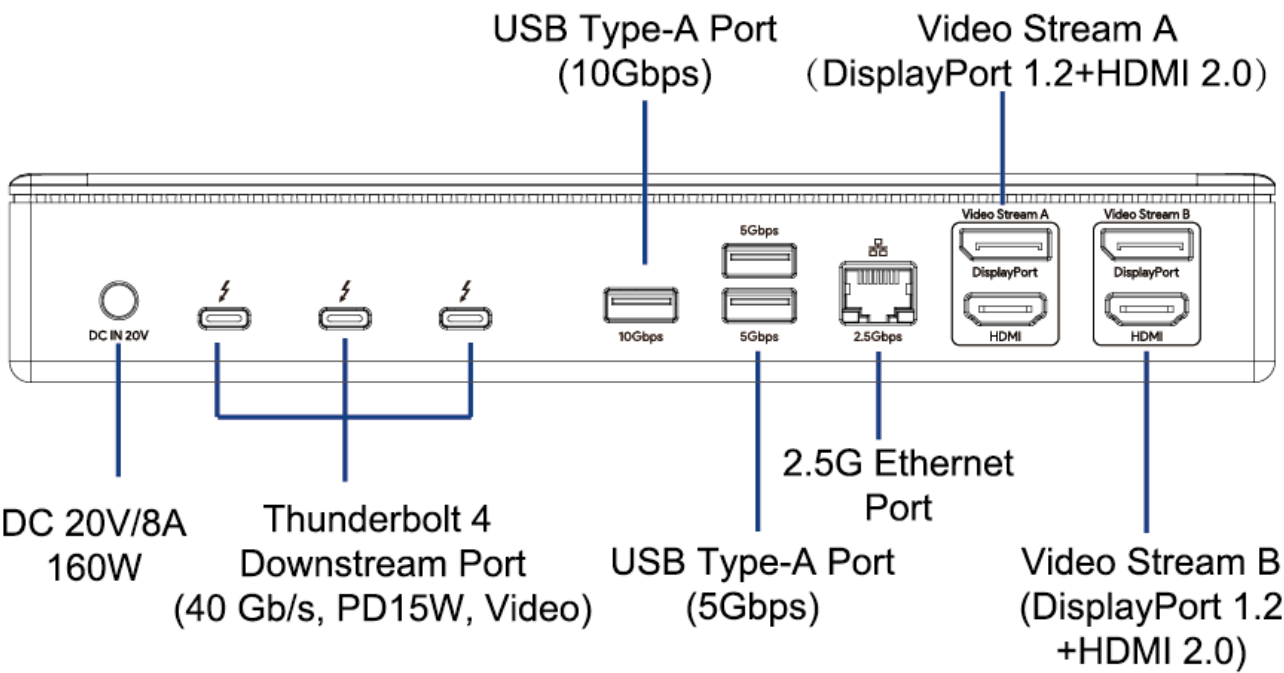 USB Type-A Port
(10Gbps)
Video Stream A
（DisplayPort 1.2+HDMI 2.0）
Video Stream A
Video Stream B
5Gbps
DisplayPort
DisplayPort
DC IN 20V
10Gbps
5Gbps
2.5Gbps
HDMI
HDMI
2.5G Ethernet
Port
DC 20V/8A
160W
Thunderbolt 4
Downstream Port
(40 Gb/s, PD15W, Video)
USB Type-A Port
(5Gbps)
Video Stream B
(DisplayPort 1.2
+HDMI 2.0)